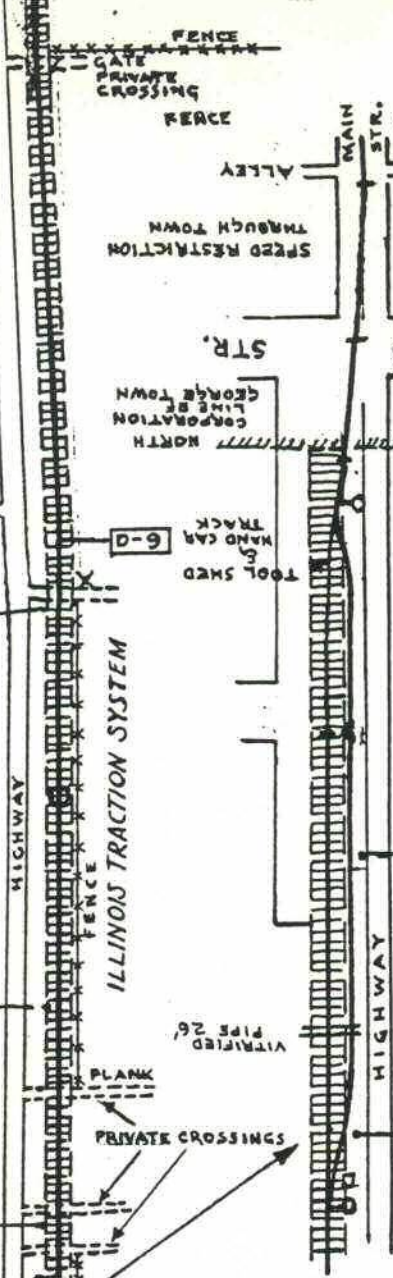 FENCE
GATE
PRIVATE
CROSSING
FENCE
MAIN
STR.
ALLEY
SPEED RESTRICTION
THROUGH TOWN
STR.
NORTH
CORPORATION
LINE OF
GEORGE TOWN
D-6
TOOL SHED
&
HAND CAR
TRACK
HIGHWAY
FENCE
ILLINOIS TRACTION SYSTEM
VITRIFIED
PIPE 26'
HIGHWAY
PLANK
PRIVATE CROSSINGS